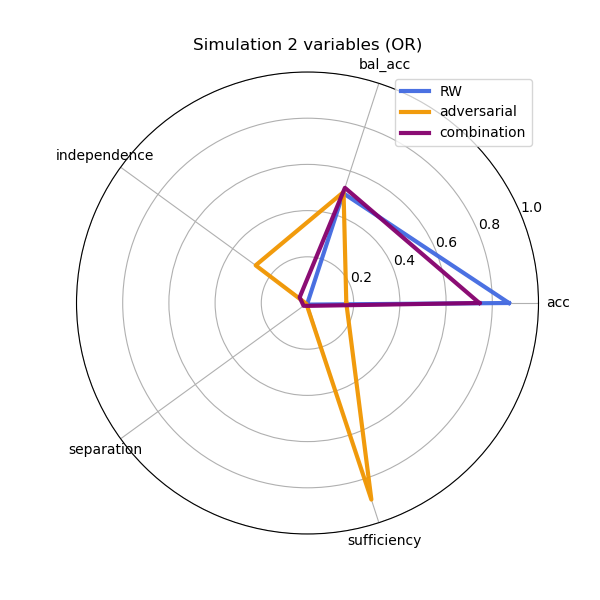 Simulation 2 variables (OR)
bal_acc
RW
adversarial
combination
independence
1.0
0.8
0.6
0.4
0.2
acc
separation
sufficiency